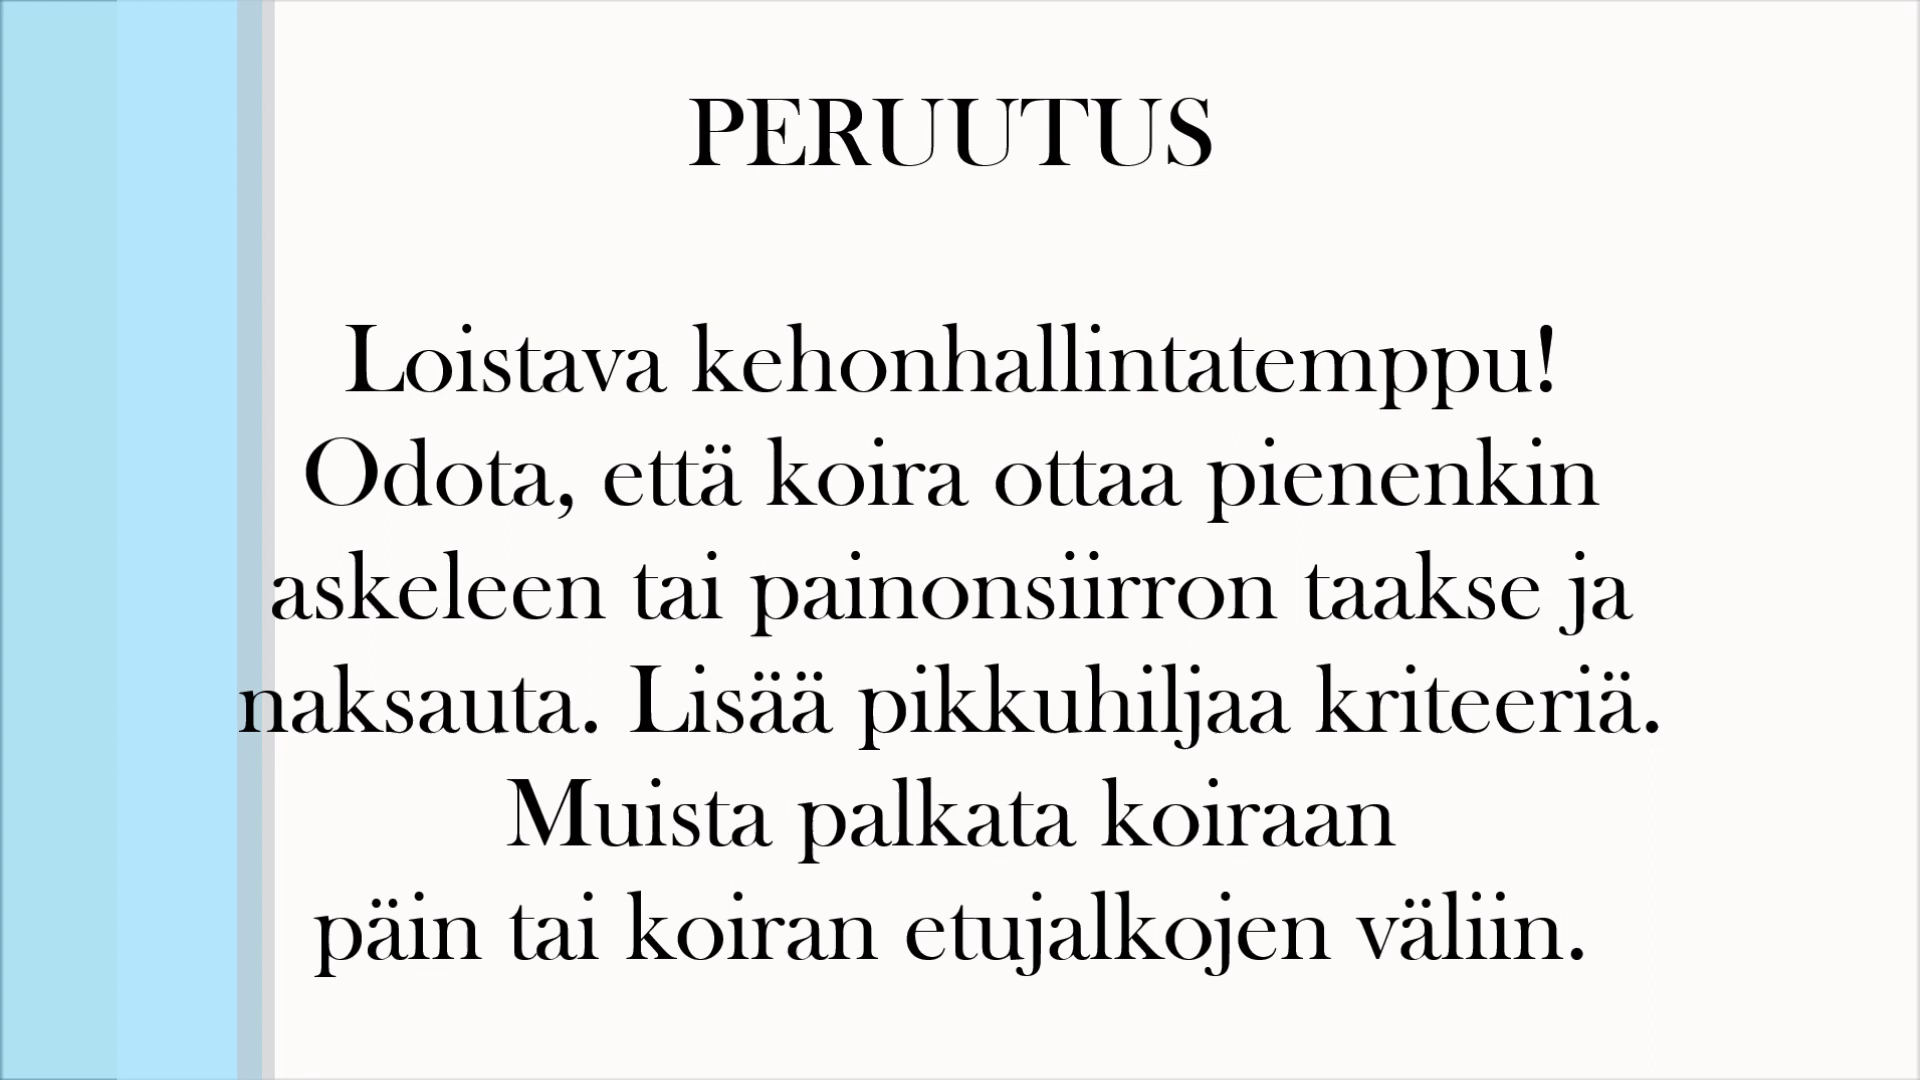 PERUUTUS
Loistava kehonhallintatemppu!
Odota, että koira ottaa pienenkin
askeleen tai painonsiirron taakse ja
naksauta. Lisää pikkuhiljaa kriteeriä.
Muista palkata koiraan
päin tai koiran etujalkojen väliin.